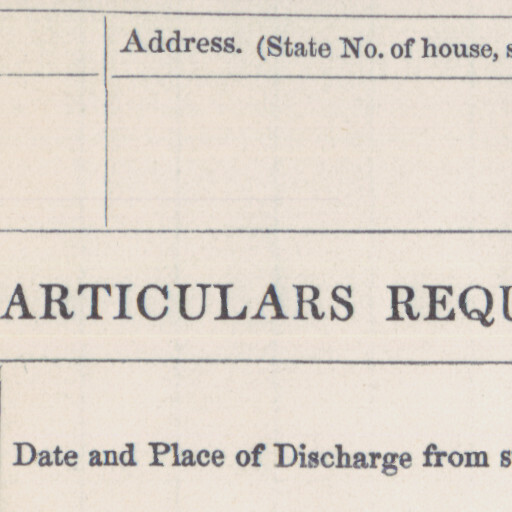 Address. (State No. of house, s
ARTICULARS REQU
Date and Place of Discharge from s